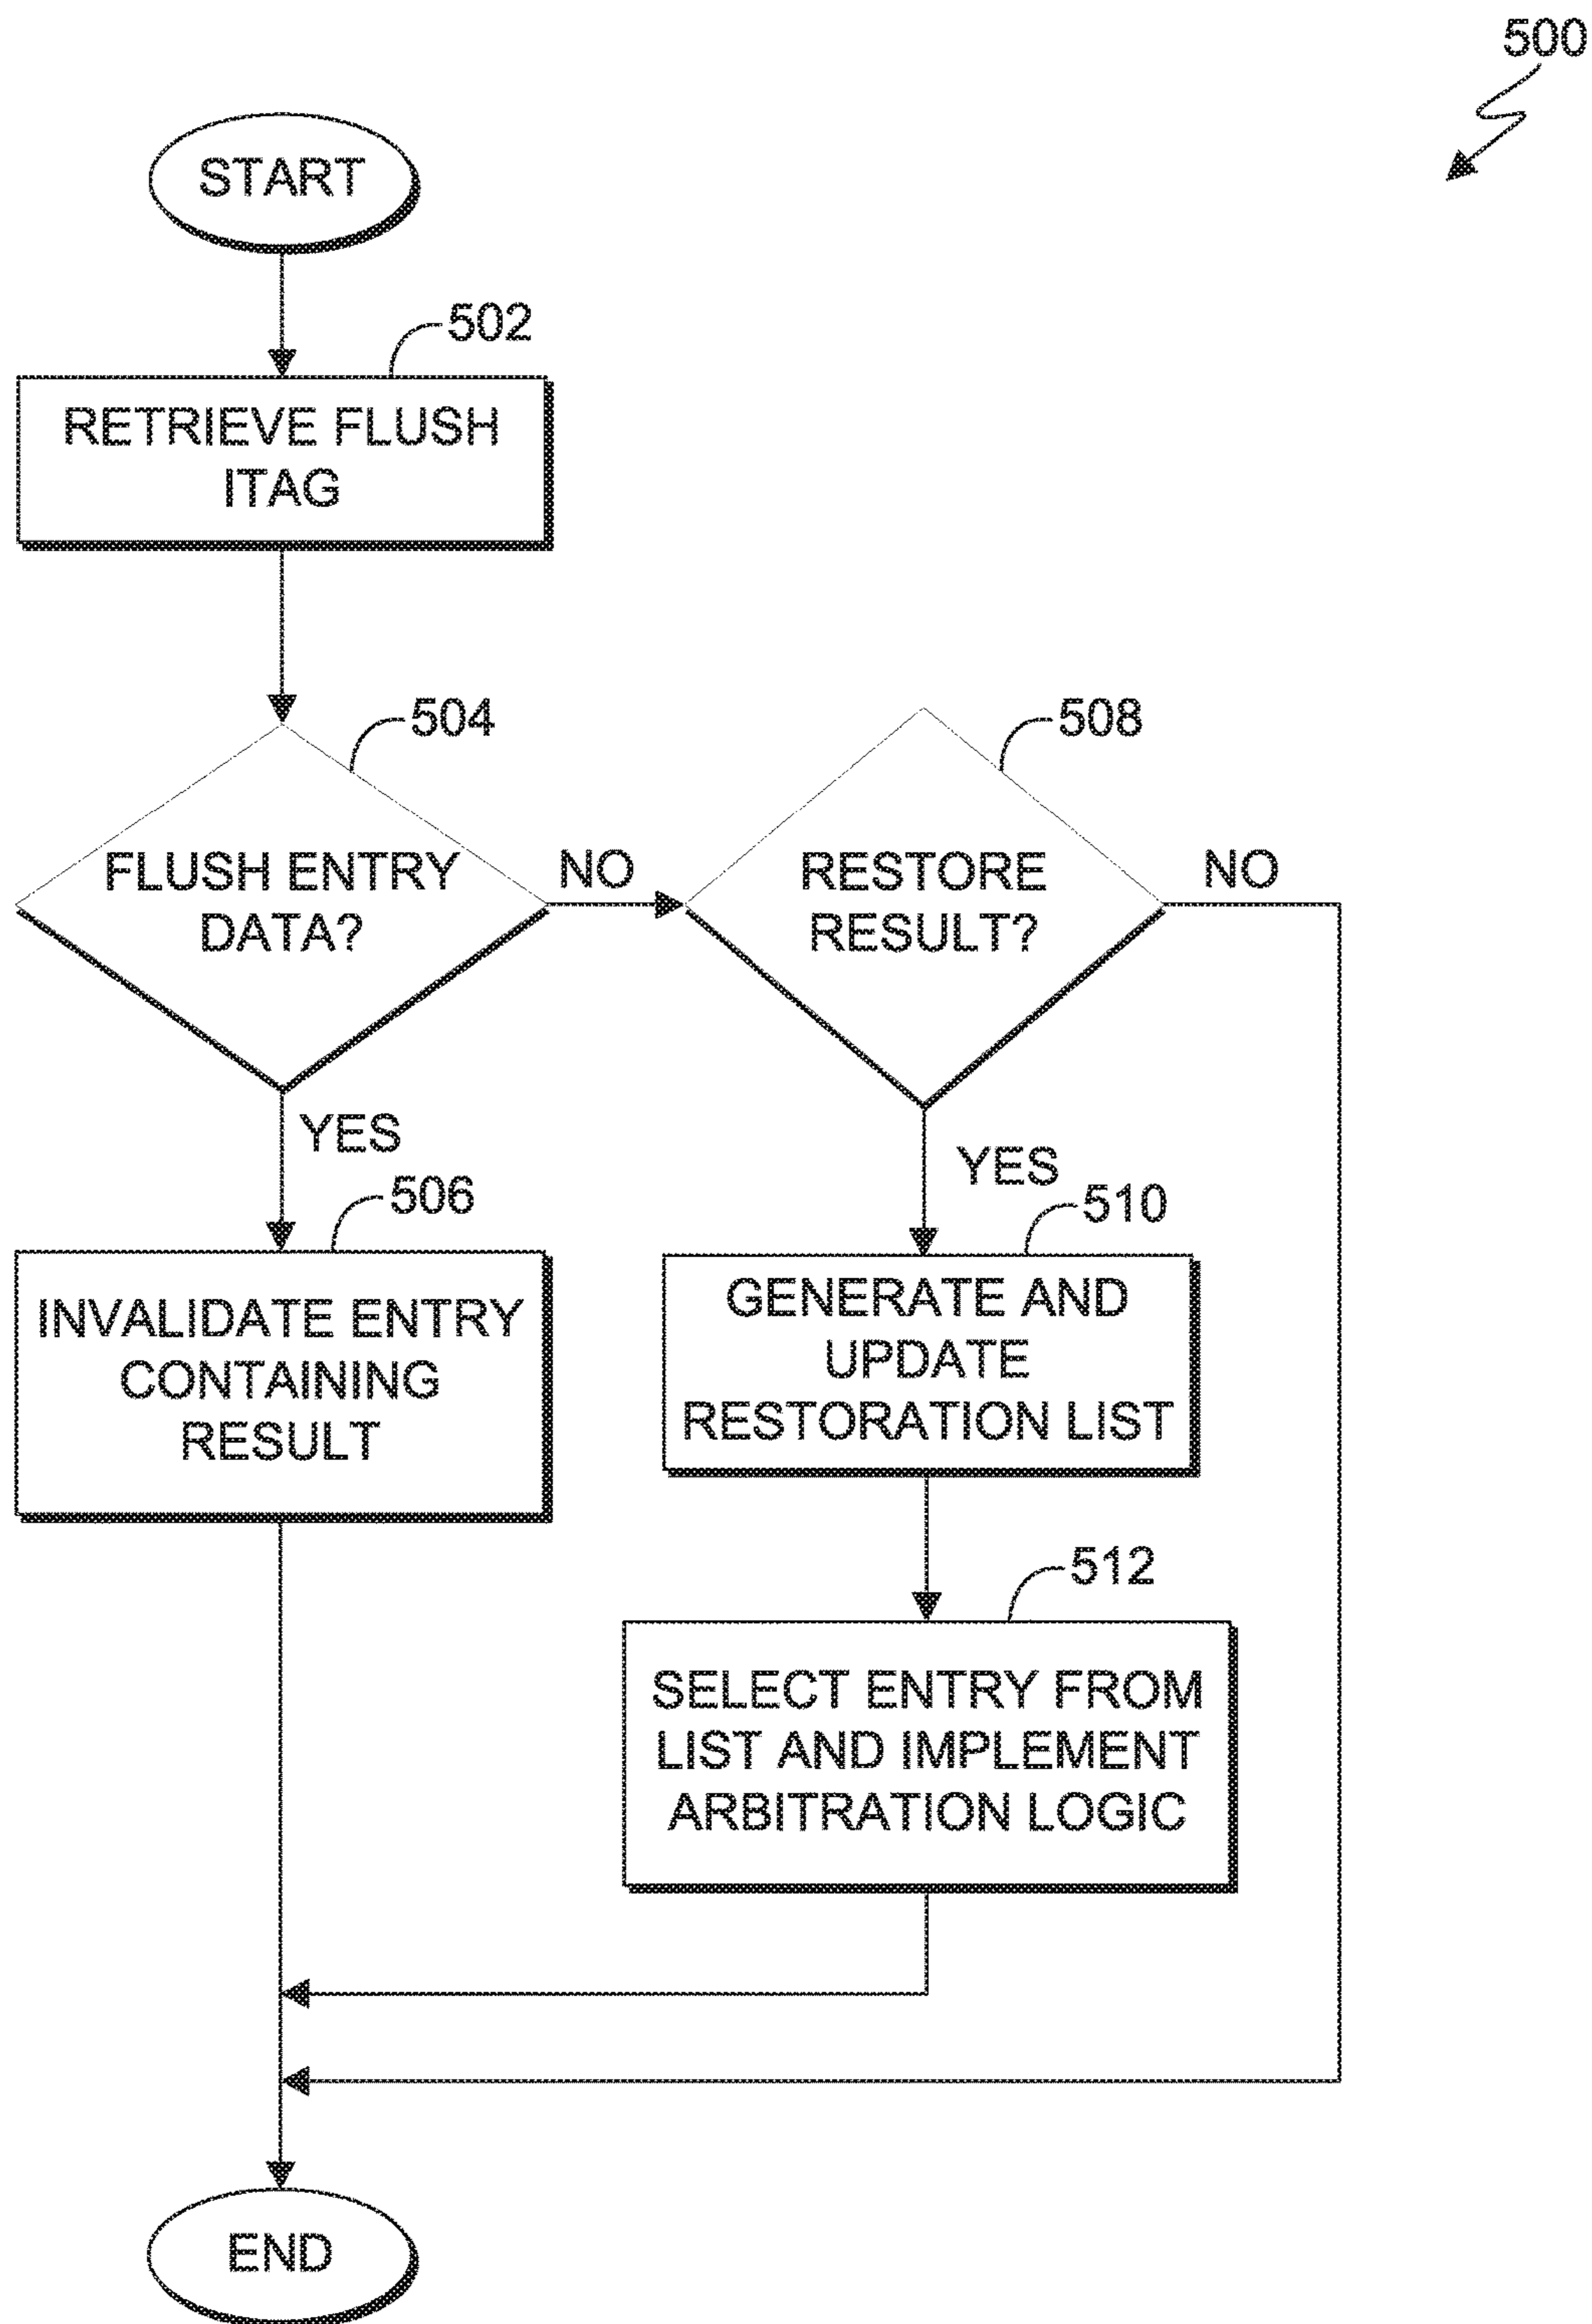 500
START
502
RETRIEVE FLUSH
ITAG
504
FLUSH ENTRY
DATA?
NO
508
RESTORE
RESULT?
NO
YES
506
INVALIDATE ENTRY
CONTAINING
RESULT
YES
510
GENERATE AND
UPDATE
RESTORATION LIST
512
SELECT ENTRY FROM
LIST AND IMPLEMENT
ARBITRATION LOGIC
END